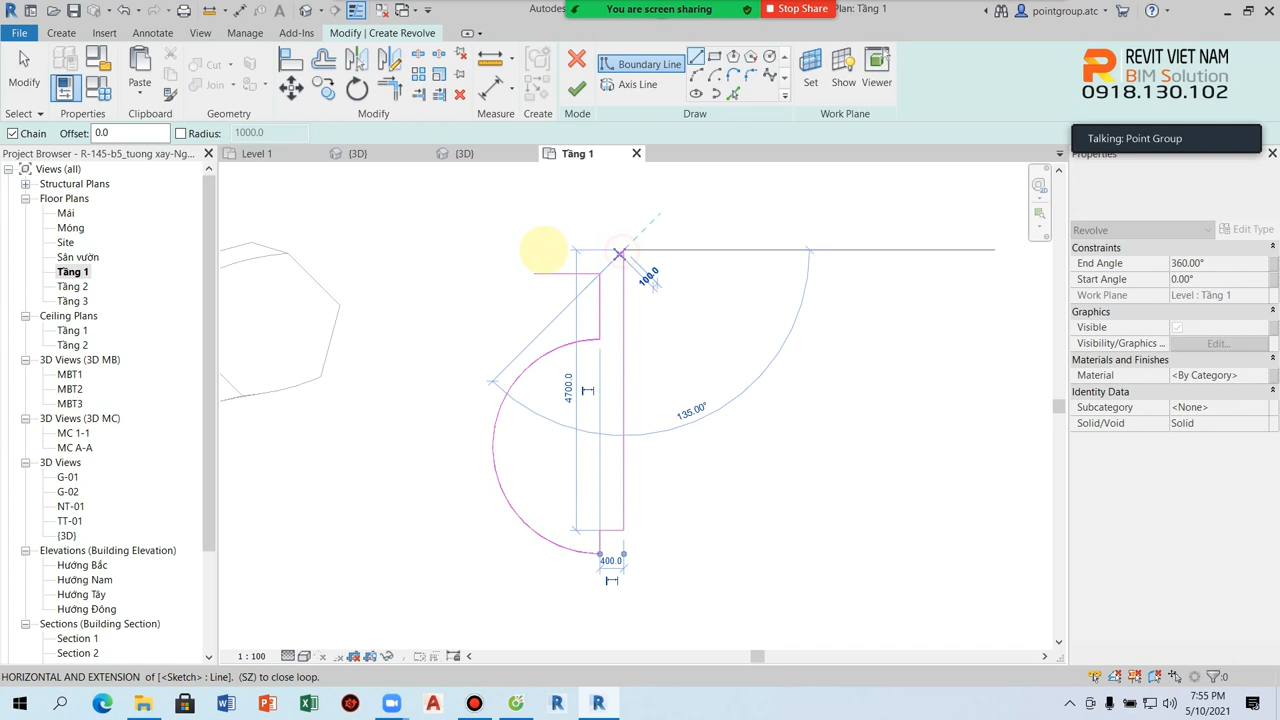 Autodes
You are screen sharing
Stop Share
Plan: Tầng 1
pointgroup.atc
File
Create
Insert
Annotate
View
Manage
Add-Ins
Modify | Create Revolve
Modify
Paste
Cut
Join
Boundary Line
Axis Line
Set
Show
Viewer
Select
Properties
Clipboard
Geometry
Modify
Measure
Create
Mode
Draw
Work Plane
REVIT VIET NAM
BIM Solution
0918.130.102
Chain
Offset: 0.0
Radius: 1000.0
Talking: Point Group
Project Browser - R-145-b5_tuong xay-Ng...
Level 1
{3D}
{3D}
Tầng 1
Properties
Views (all)
Structural Plans
Floor Plans
Mái
Móng
Site
Sân vườn
Tầng 1
Tầng 2
Tầng 3
Ceiling Plans
Tầng 1
Tầng 2
3D Views (3D MB)
MBT1
MBT2
MBT3
3D Views (3D MC)
MC 1-1
MC A-A
3D Views
G-01
G-02
NT-01
TT-01
{3D}
Elevations (Building Elevation)
Hướng Bắc
Hướng Nam
Hướng Tây
Hướng Đông
Sections (Building Section)
Section 1
Section 2
100.0
4700.0
135.00°
400.0
Revolve
Edit Type
Constraints
End Angle 360.00°
Start Angle 0.00°
Work Plane Level : Tầng 1
Graphics
Visible
Visibility/Graphics ... Edit...
Materials and Finishes
Material <By Category>
Identity Data
Subcategory <None>
Solid/Void Solid
1 : 100
HORIZONTAL AND EXTENSION of [<Sketch> : Line]. (SZ) to close loop.
:0
7:55 PM
5/10/2021